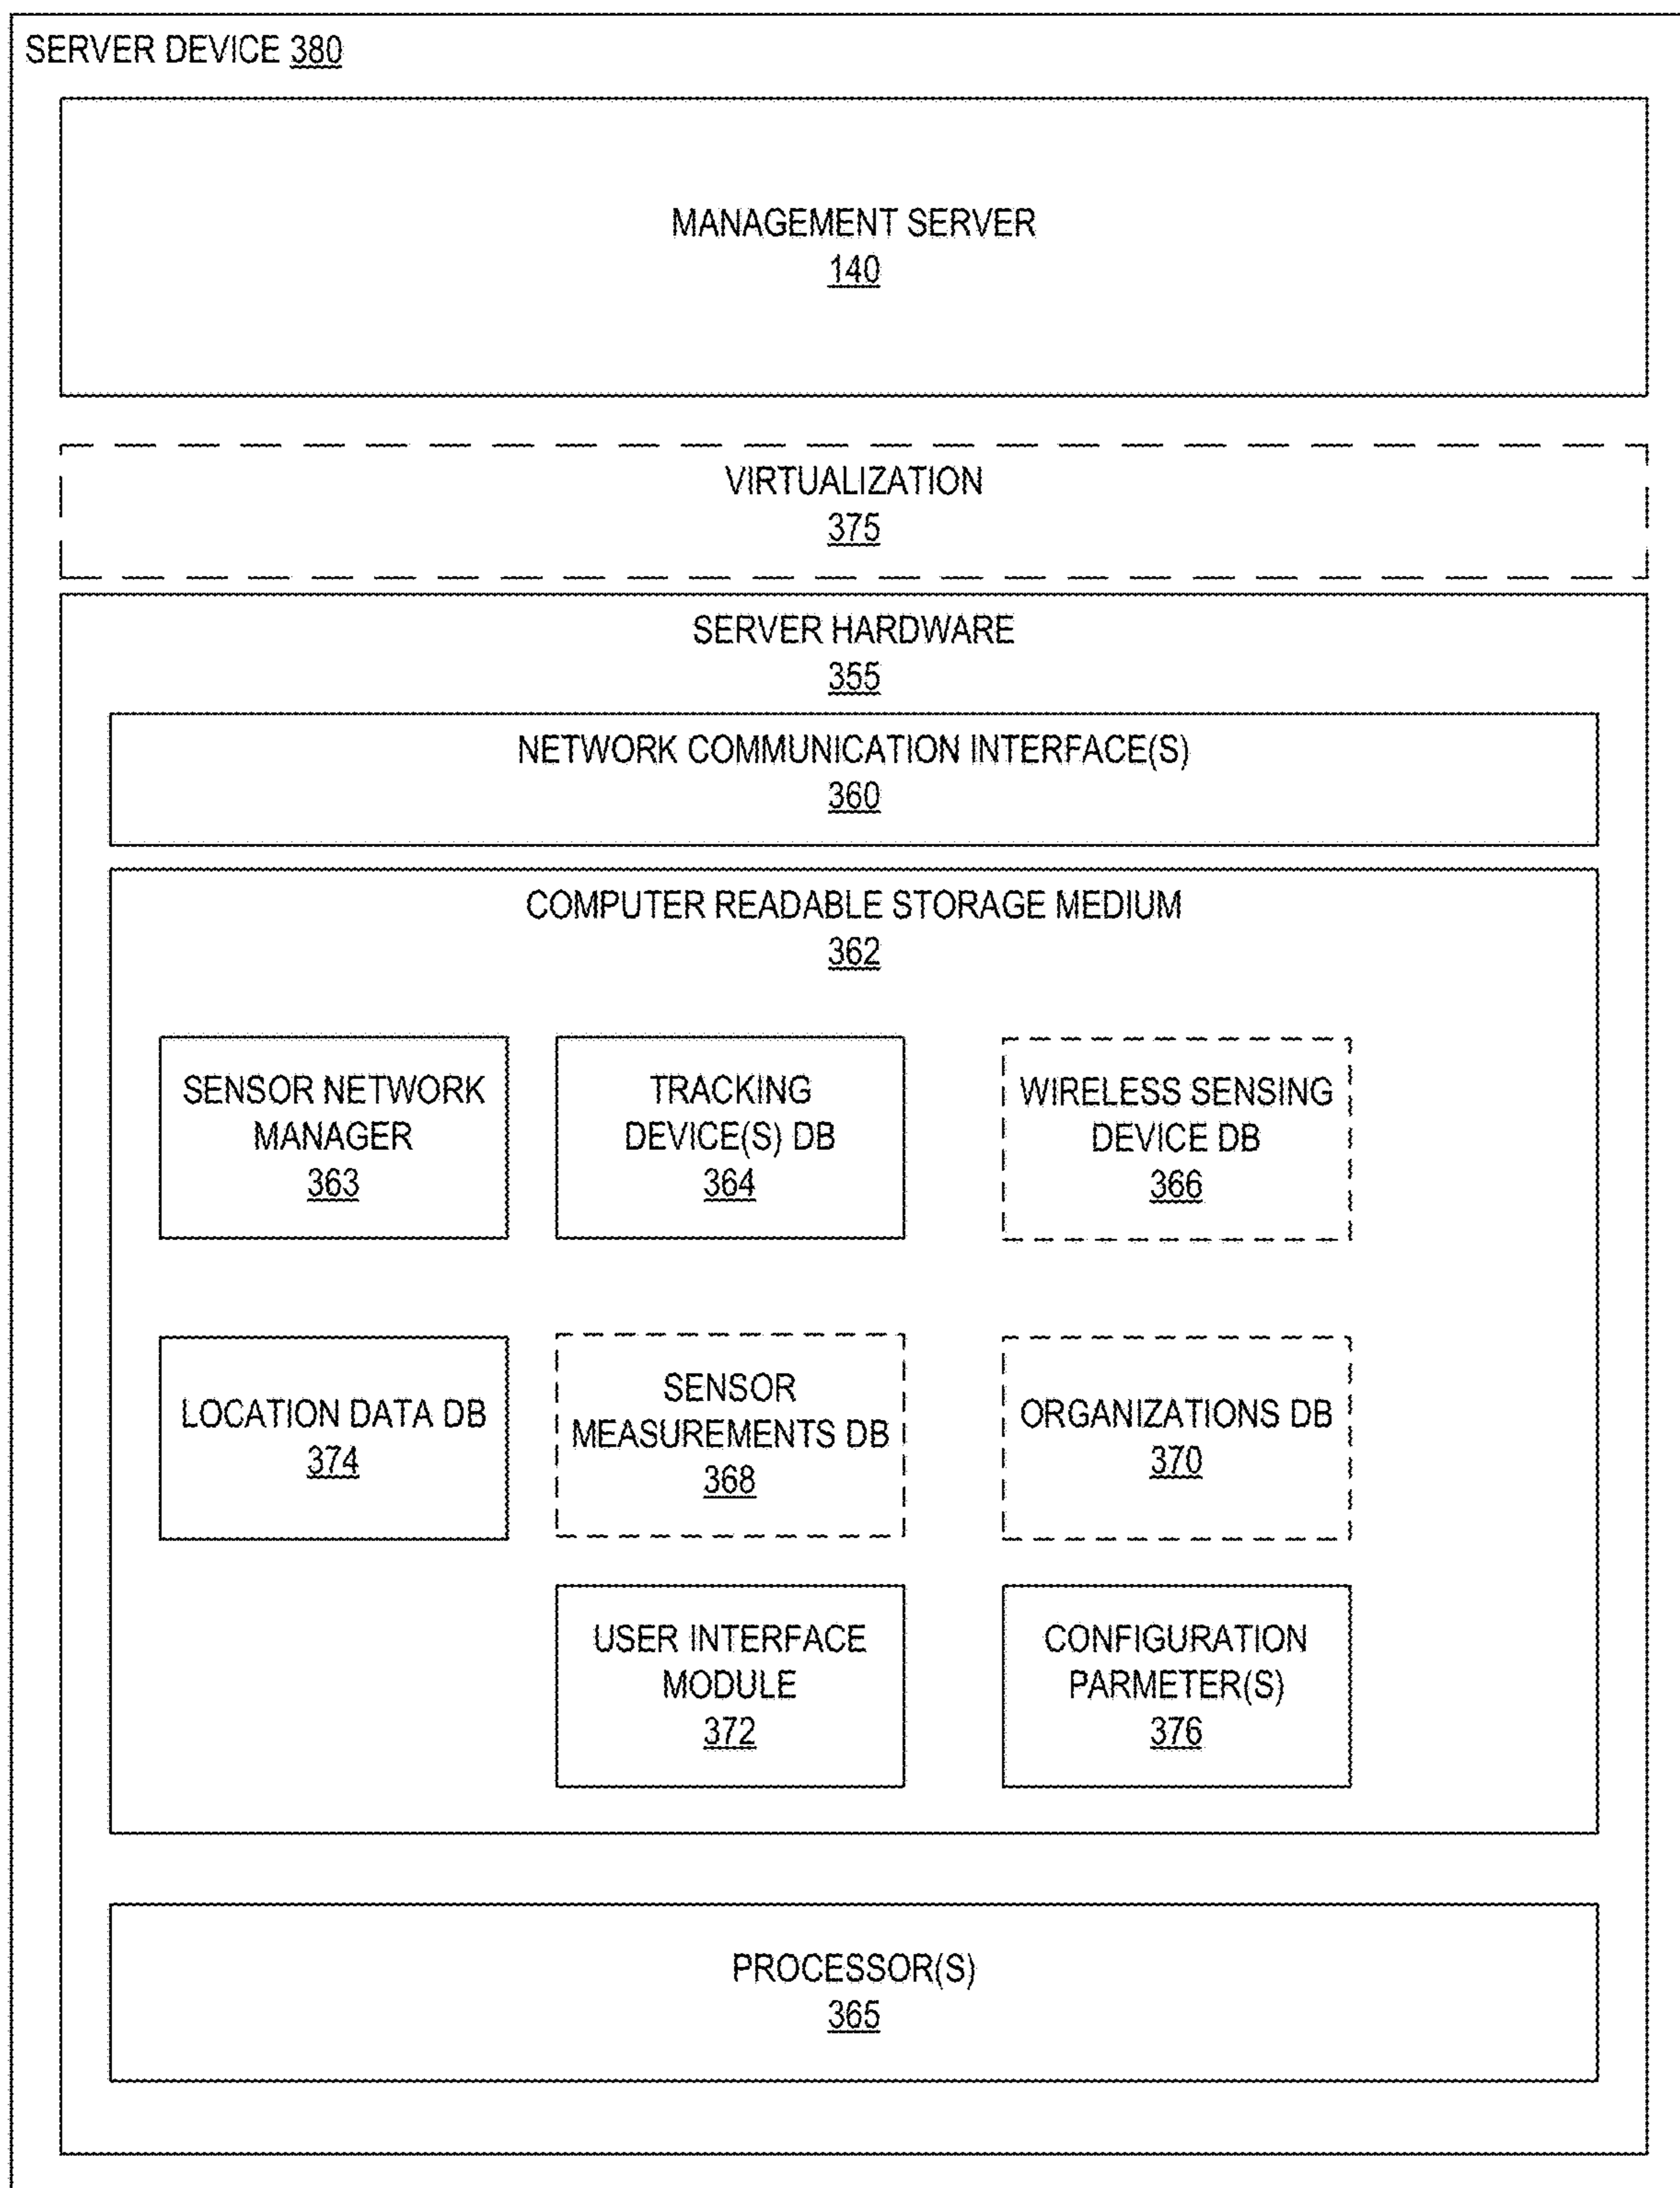 SERVER DEVICE 380
MANAGEMENT SERVER
140
VIRTUALIZATION
375
SERVER HARDWARE
355
NETWORK COMMUNICATION INTERFACE(S)
360
COMPUTER READABLE STORAGE MEDIUM
362
SENSOR NETWORK
MANAGER
363
TRACKING
DEVICE(S) DB
364
WIRELESS SENSING
DEVICE DB
366
LOCATION DATA DB
374
SENSOR
MEASUREMENTS DB
368
ORGANIZATIONS DB
370
USER INTERFACE
MODULE
372
CONFIGURATION
PARMETER(S)
376
PROCESSOR(S)
365